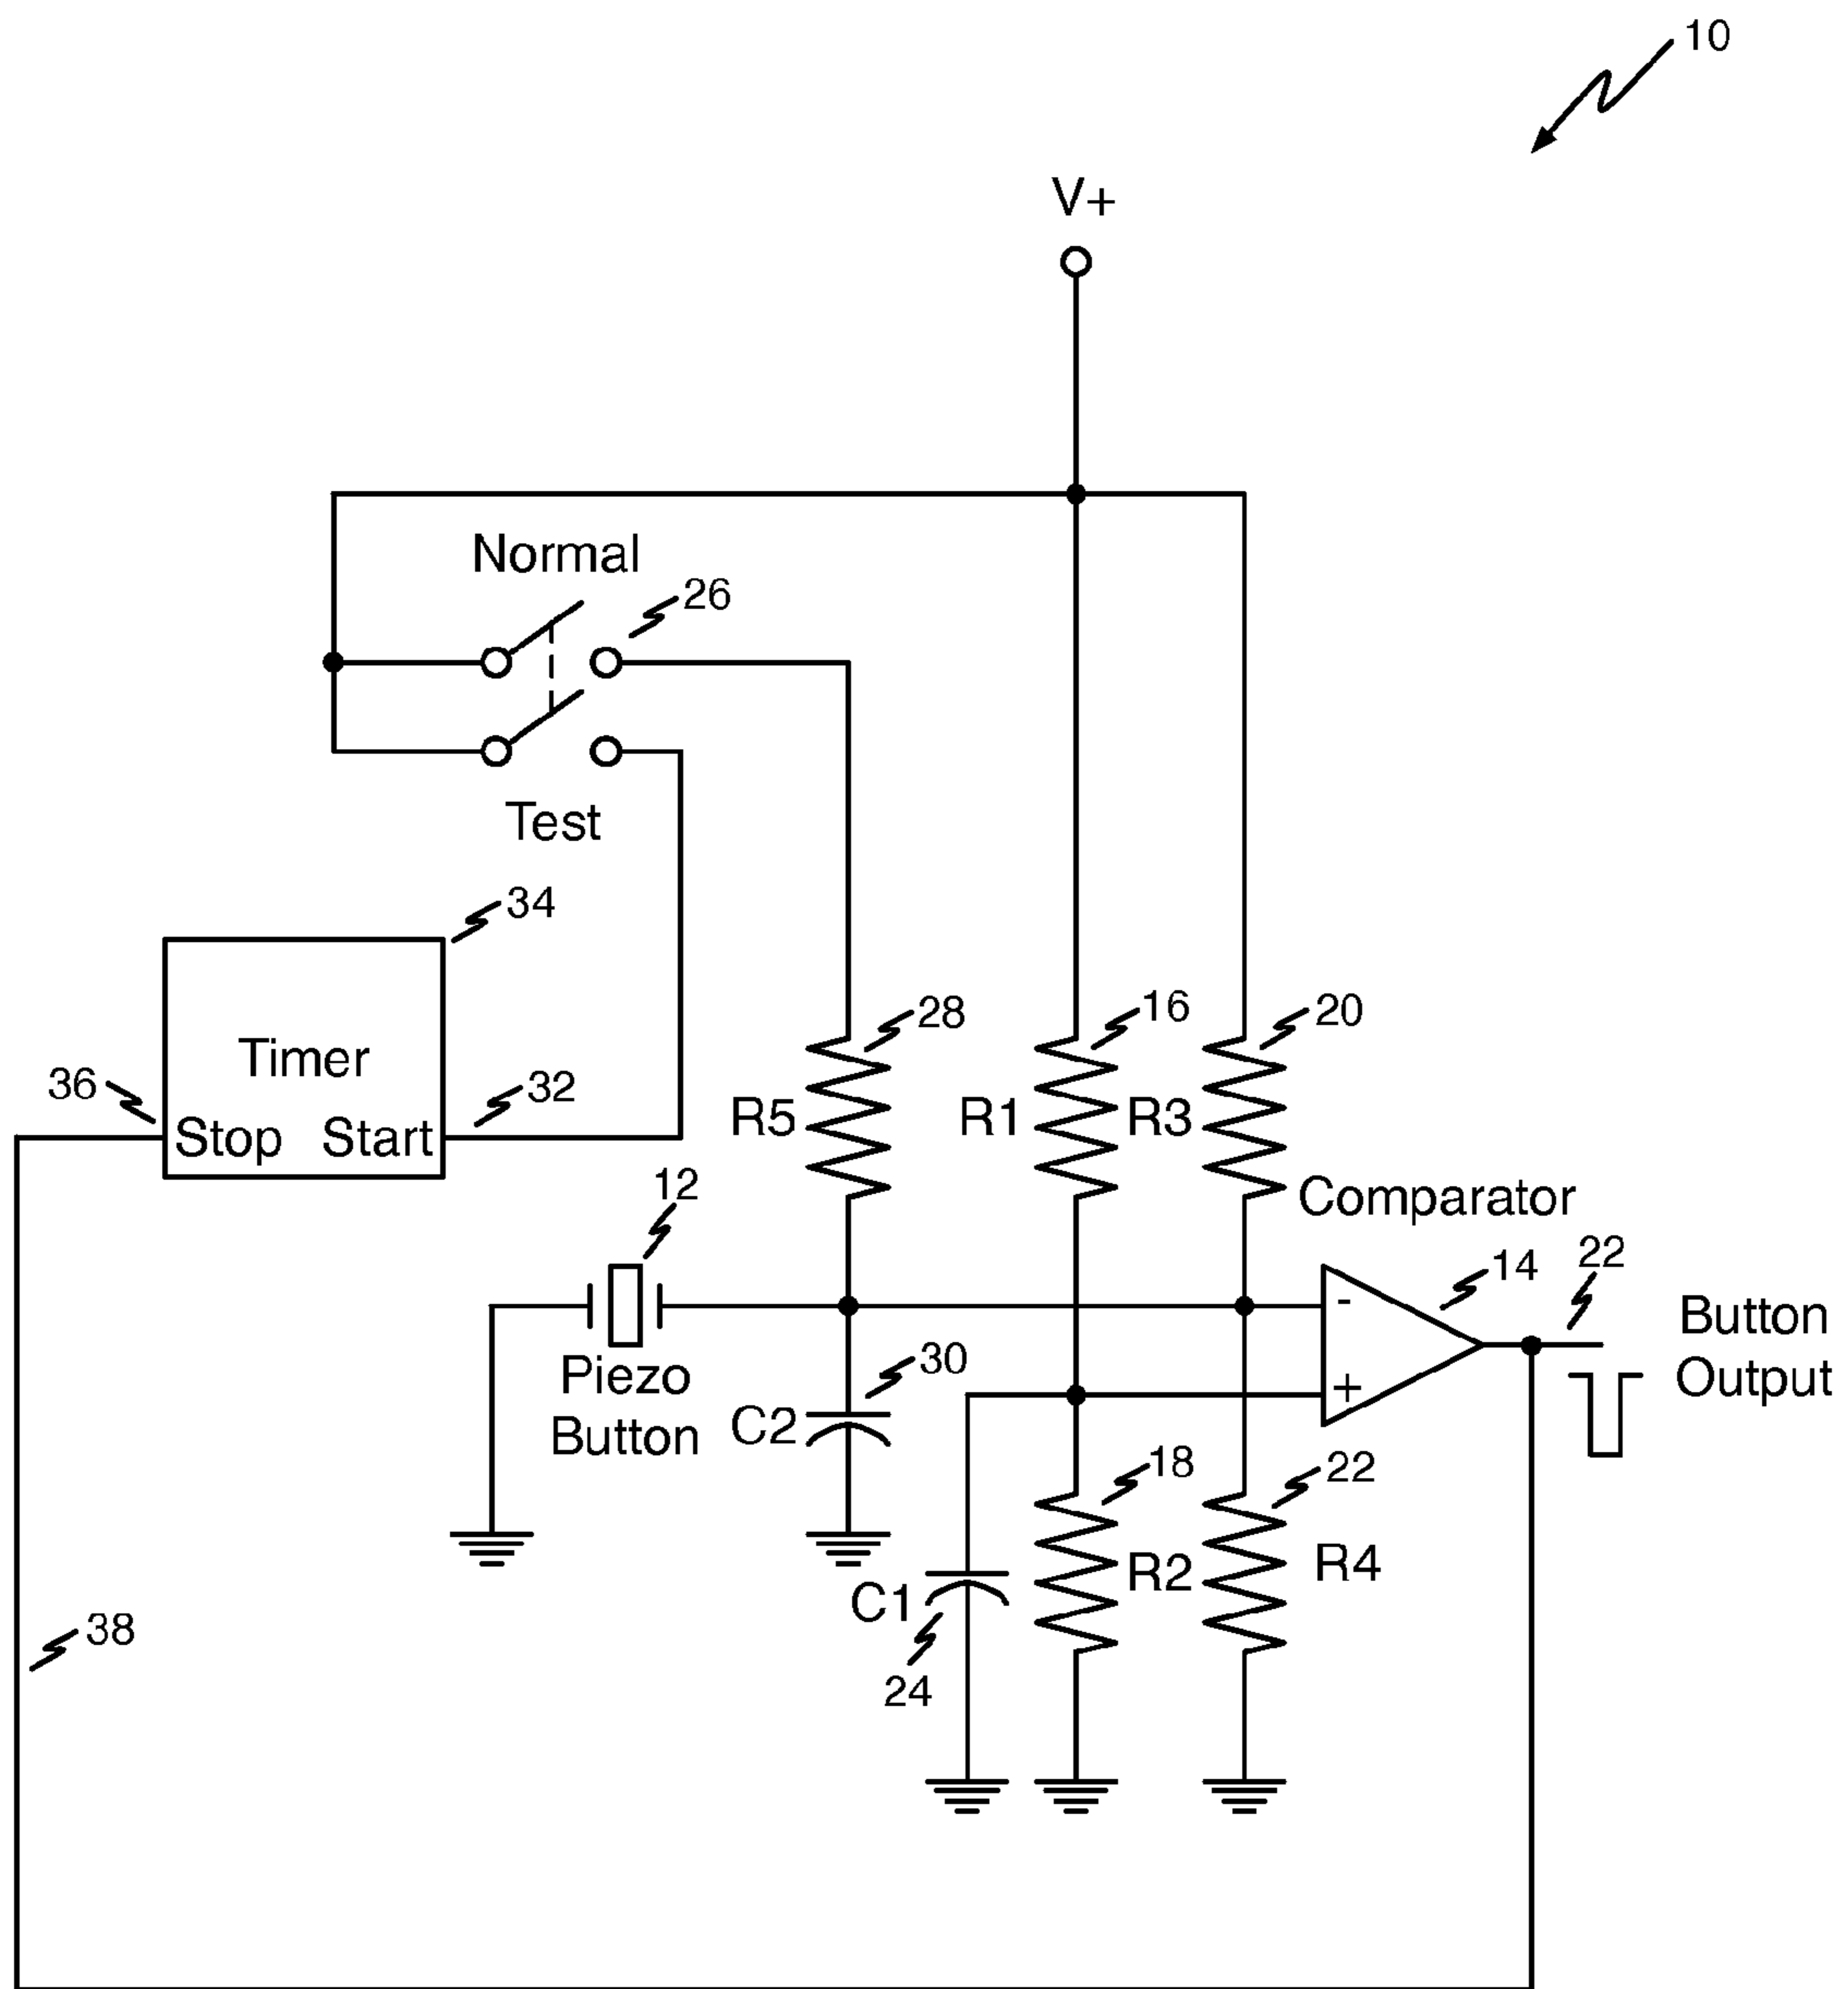 10
V+
Normal
26
Test
34
Timer
36
Stop
Start
32
28
16
20
R5
R1
R3
12
Comparator
14
22
-
+
Button
Output
Piezo
Button
30
C2
18
22
C1
R2
R4
24
38